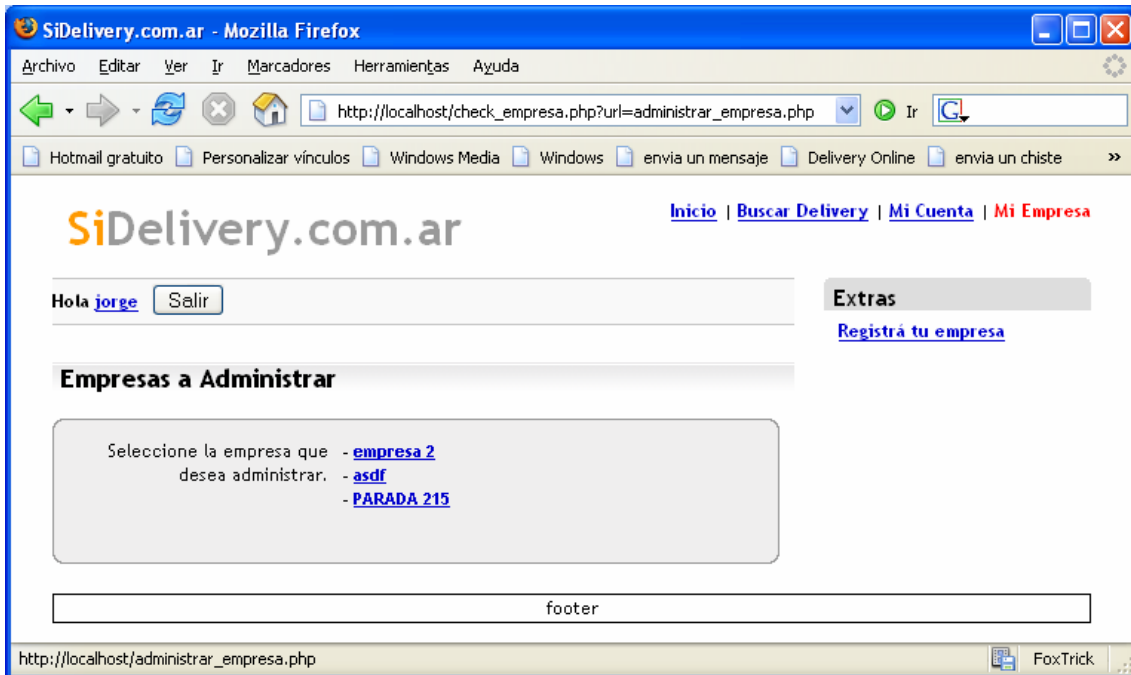 SiDelivery.com.ar - Mozilla Firefox
Archivo Editar Ver Ir Marcadores Herramientas Ayuda
http://localhost/check_empresa.php?url=administrar_empresa.php Ir G
Hotmail gratuito Personalizar vínculos Windows Media Windows envia un mensaje Delivery Online envia un chiste »
SiDelivery.com.ar
Inicio | Buscar Delivery | Mi Cuenta | Mi Empresa
Hola jorge Salir
Extras
Registrá tu empresa
Empresas a Administrar
Seleccione la empresa que - empresa 2
desea administrar. - asdf
- PARADA 215
footer
http://localhost/administrar_empresa.php FoxTrick